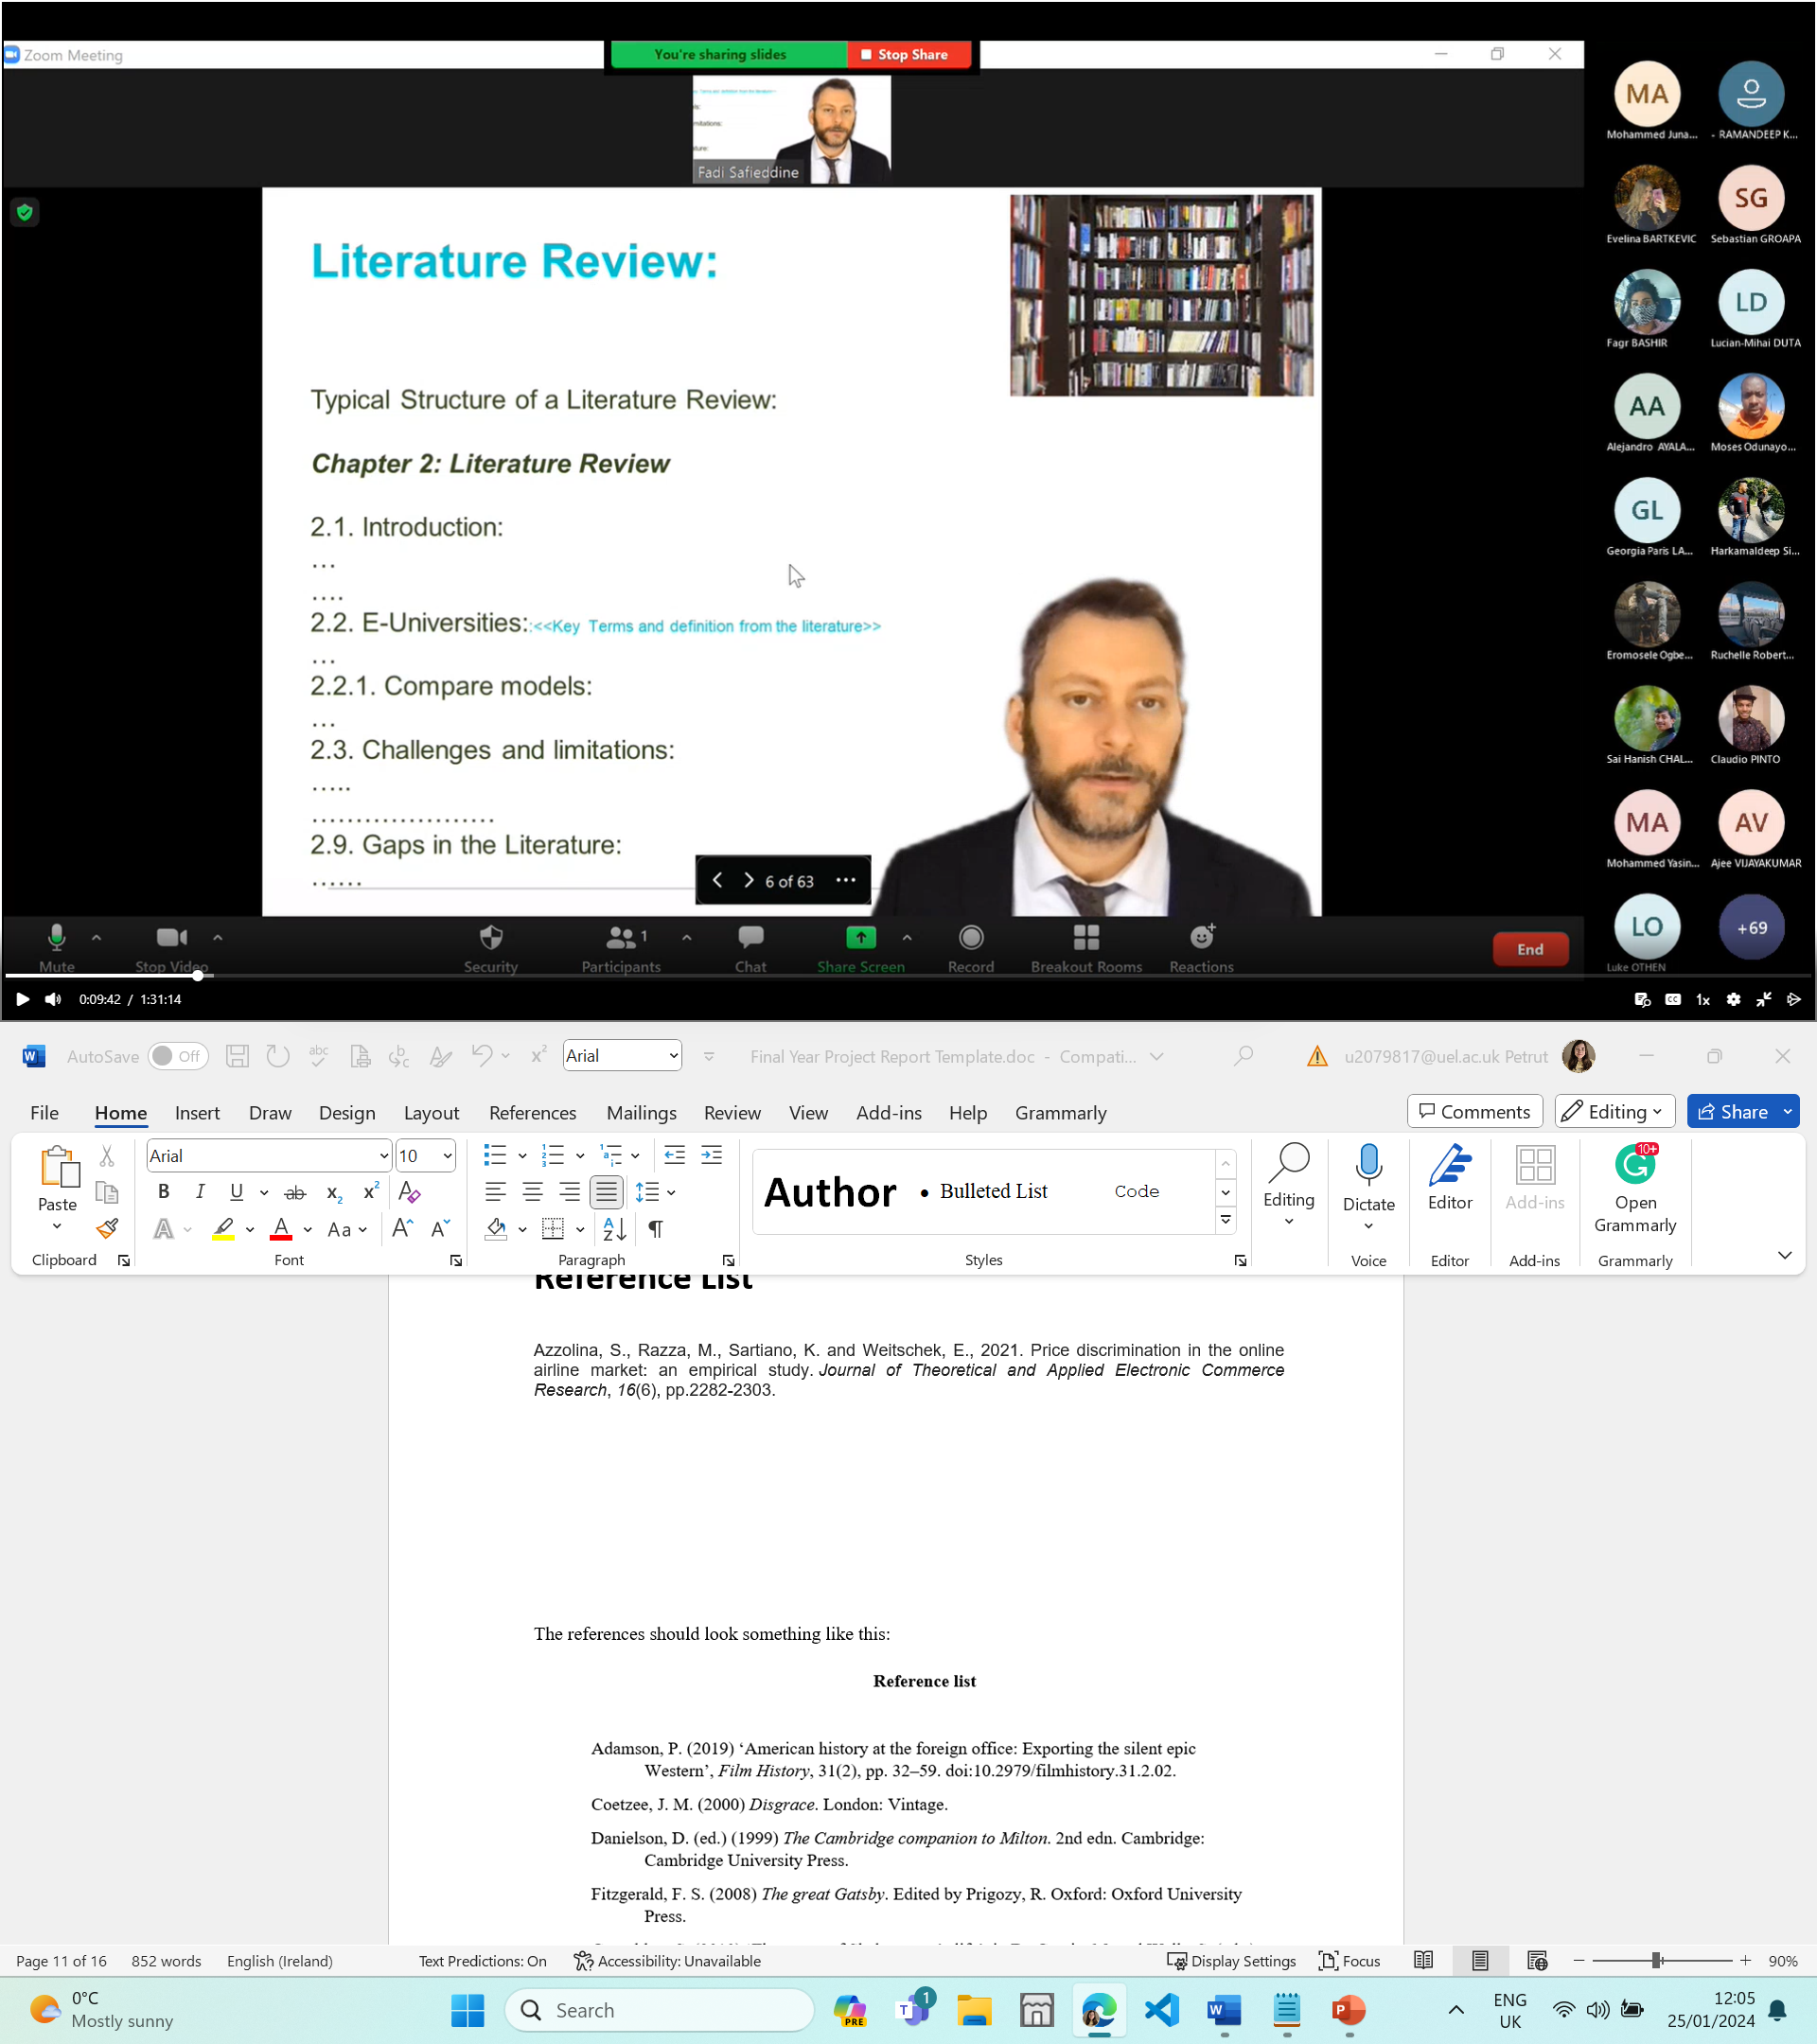 Zoom Meeting
You're sharing slides
Stop Share
Fadi Safieddine
Literature Review:
Typical Structure of a Literature Review:
Chapter 2: Literature Review
2.1. Introduction:
...
....
2.2. E-Universities::<<Key Terms and definition from the literature>>
...
2.2.1. Compare models:
...
2.3. Challenges and limitations:
.....
.....................
2.9. Gaps in the Literature:
......
6 of 63
MA
Mohammed Juna...
- RAMANDEEP K...
Evelina BARTKEVIC
SG
Sebastian GROAPA
Fagr BASHIR
LD
Lucian-Mihai DUTA
AA
Alejandro AYALA...
Moses Odunayo...
GL
Georgia Paris LA...
Harkamaldeep Si...
Eromosele Ogbe...
Ruchelle Robert...
Sai Hanish CHAL...
Claudio PINTO
MA
Mohammed Yasin...
AV
Ajee VIJAYAKUMAR
LO
Luke OTHEN
+69
Mute
Stop Video
Security
1
Participants
Chat
Share Screen
Record
Breakout Rooms
Reactions
End
0:09:42 / 1:31:14
CC
1x
AutoSave
Off
Arial
Final Year Project Report Template.doc - Compati...
u2079817@uel.ac.uk Petrut
File
Home
Insert
Draw
Design
Layout
References
Mailings
Review
View
Add-ins
Help
Grammarly
Comments
Editing
Share
Paste
Clipboard
Arial
10
B I U ab x₂ x²
Aa
Font
Paragraph
Author
• Bulleted List
Code
Styles
Editing
Dictate
Voice
Editor
Editor
Add-ins
Add-ins
10+
Open
Grammarly
Grammarly
Reference List
Azzolina, S., Razza, M., Sartiano, K. and Weitschek, E., 2021. Price discrimination in the online
airline market: an empirical study. Journal of Theoretical and Applied Electronic Commerce
Research, 16(6), pp.2282-2303.
The references should look something like this:
Reference list
Adamson, P. (2019) ‘American history at the foreign office: Exporting the silent epic
Western’, Film History, 31(2), pp. 32–59. doi:10.2979/filmhistory.31.2.02.
Coetzee, J. M. (2000) Disgrace. London: Vintage.
Danielson, D. (ed.) (1999) The Cambridge companion to Milton. 2nd edn. Cambridge:
Cambridge University Press.
Fitzgerald, F. S. (2008) The great Gatsby. Edited by Prigozy, R. Oxford: Oxford University
Press.
Page 11 of 16
852 words
English (Ireland)
Text Predictions: On
Accessibility: Unavailable
Display Settings
Focus
90%
0°C
Mostly sunny
Search
PRE
1
ENG
UK
12:05
25/01/2024